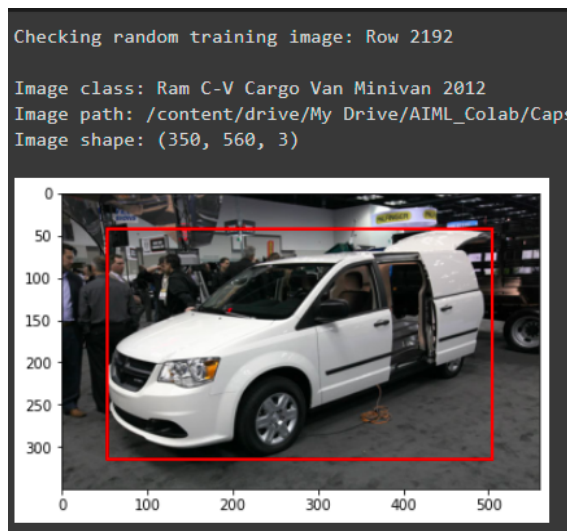 Checking random training image: Row 2192
Image class: Ram C-V Cargo Van Minivan 2012
Image path: /content/drive/My Drive/AIML_Colab/Caps
Image shape: (350, 560, 3)
0
50
100
150
200
250
300
0 100 200 300 400 500